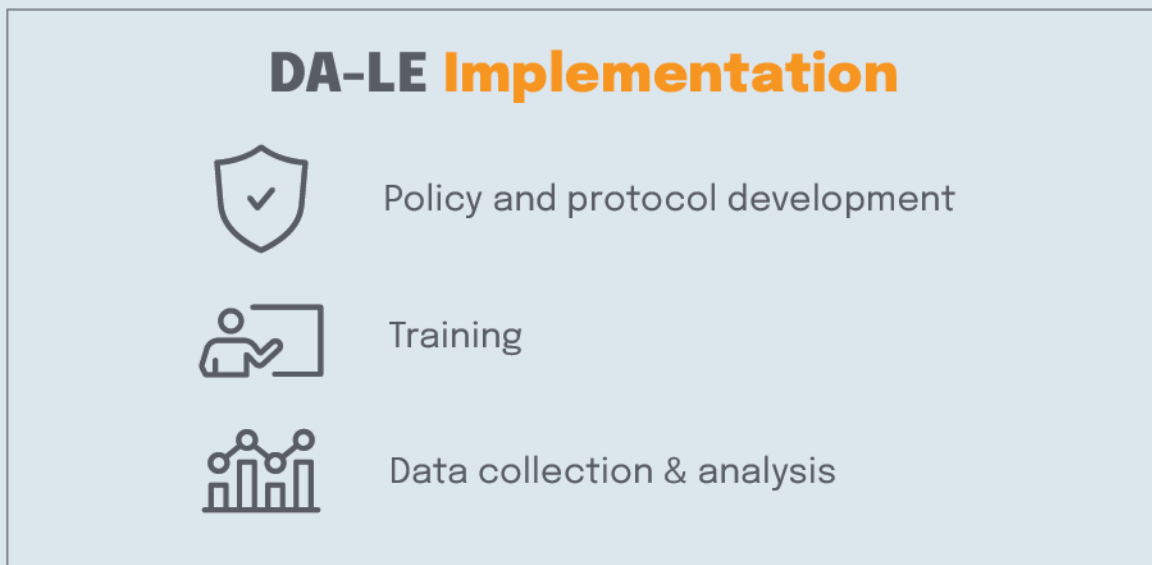 DA-LE Implementation
Policy and protocol development
Training
Data collection & analysis